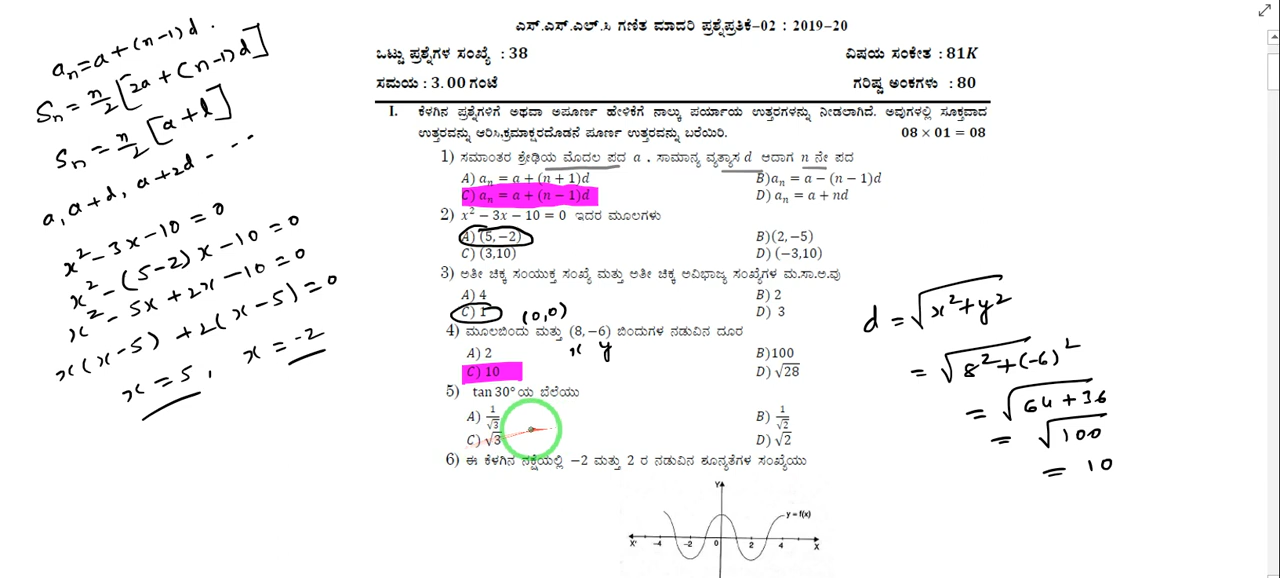 ಎಸ್.ಎಸ್.ಎಲ್.ಸಿ ಗಣಿತ ಮಾದರಿ ಪ್ರಶ್ನೆಪ್ರತಿಕೆ-02 : 2019-20
ಒಟ್ಟು ಪ್ರಶ್ನೆಗಳ ಸಂಖ್ಯೆ : 38 ವಿಷಯ ಸಂಕೇತ : 81K
ಸಮಯ : 3.00 ಗಂಟೆ ಗರಿಷ್ಠ ಅಂಕಗಳು : 80
I. ಕೆಳಗಿನ ಪ್ರಶ್ನೆಗಳಿಗೆ ಅಥವಾ ಅಪೂರ್ಣ ಹೇಳಿಕೆಗೆ ನಾಲ್ಕು ಪರ್ಯಾಯ ಉತ್ತರಗಳನ್ನು ನೀಡಲಾಗಿದೆ. ಅವುಗಳಲ್ಲಿ ಸೂಕ್ತವಾದ
ಉತ್ತರವನ್ನು ಆರಿಸಿ,ಕ್ರಮಾಕ್ಷರದೊಡನೆ ಪೂರ್ಣ ಉತ್ತರವನ್ನು ಬರೆಯಿರಿ. 08 × 01 = 08
1) ಸಮಾಂತರ ಶ್ರೇಢಿಯ ಮೊದಲ ಪದ a , ಸಾಮಾನ್ಯ ವ್ಯತ್ಯಾಸ d ಆದಾಗ n ನೇ ಪದ
A) aₙ = a + (n + 1)d B) aₙ = a − (n − 1)d
C) aₙ = a + (n − 1)d D) aₙ = a + nd
2) x² − 3x − 10 = 0 ಇದರ ಮೂಲಗಳು
A) (5, −2) B) (2, −5)
C) (3,10) D) (−3,10)
3) ಅತೀ ಚಿಕ್ಕ ಸಂಯುಕ್ತ ಸಂಖ್ಯೆ ಮತ್ತು ಅತೀ ಚಿಕ್ಕ ಅವಿಭಾಜ್ಯ ಸಂಖ್ಯೆಗಳ ಮ.ಸಾ.ಅ.ವು
A) 4 B) 2
C) 1 D) 3
(0,0)
4) ಮೂಲಬಿಂದು ಮತ್ತು (8, −6) ಬಿಂದುಗಳ ನಡುವಿನ ದೂರ
x y
A) 2 B)100
C) 10 D) √28
5) tan 30° ಯ ಬೆಲೆಯು
A) 1/√3 B) 1/√2
C) √3 D) √2
6) ಈ ಕೆಳಗಿನ ನಕ್ಷೆಯಲ್ಲಿ −2 ಮತ್ತು 2 ರ ನಡುವಿನ ಶೂನ್ಯತೆಗಳ ಸಂಖ್ಯೆಯು
Y
y = f(x)
X' -4 -2 0 2 4 X
aₙ = a + (n-1)d.
Sₙ = n/2 [2a + (n-1)d]
Sₙ = n/2 [a + l]
a, a+d, a+2d - - -
x² - 3x - 10 = 0
x² - (5-2)x - 10 = 0
x² - 5x + 2x - 10 = 0
x(x-5) + 2(x-5) = 0
x = 5, x = -2
d = √x²+y²
= √8²+(-6)²
= √64+36
= √100
= 10